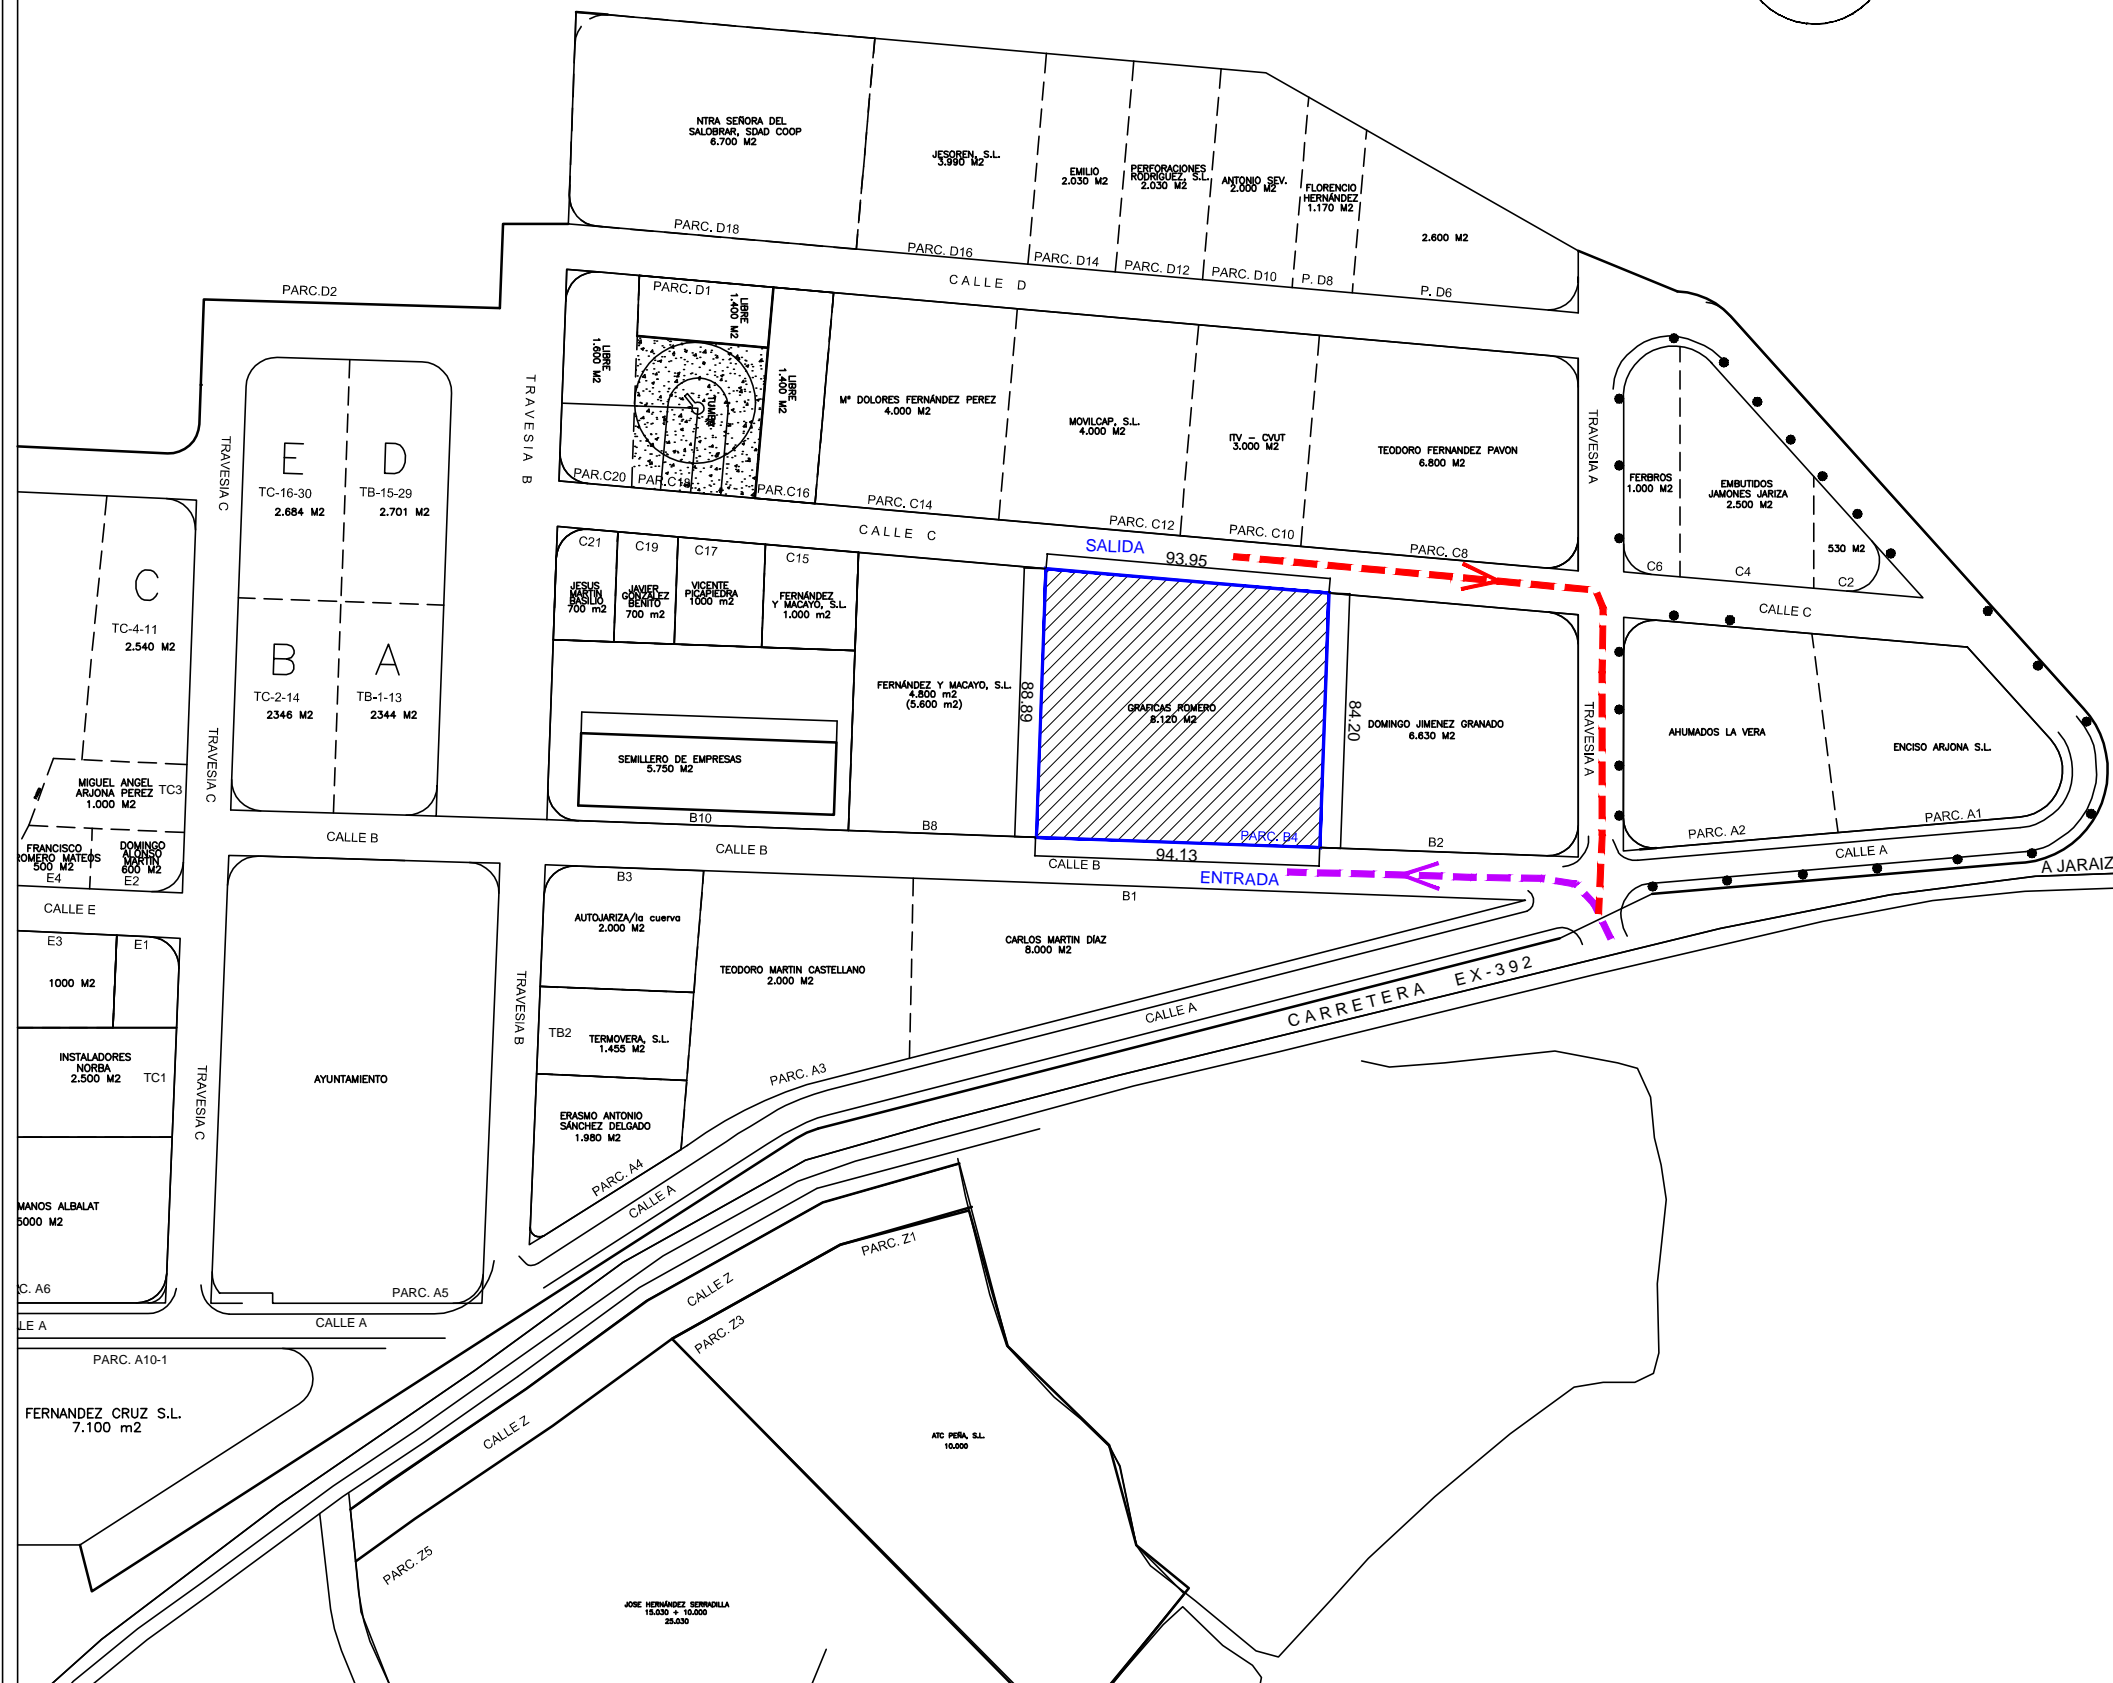 NTRA SEÑORA DEL
SALOBRAR, SDAD COOP
6.700 M2
JESOREN, S.L.
3.990 M2
EMILIO
2.030 M2
PERFORACIONES
RODRIGUEZ, S.L.
2.030 M2
ANTONIO SEV.
2.000 M2
FLORENCIO
HERNÁNDEZ
1.170 M2
2.600 M2
PARC. D18
PARC. D16
PARC. D14
PARC. D12
PARC. D10
P. D8
P. D6
CALLE D
PARC.D2
PARC. D1
LIBRE
1.400 M2
LIBRE
1.600 M2
LIBRE
1.400 M2
TRAVESIA B
PAR.C20
PAR.C18
PAR.C16
Mª DOLORES FERNÁNDEZ PEREZ
4.000 M2
MOVILCAP, S.L.
4.000 M2
ITV - CVUT
3.000 M2
TEODORO FERNANDEZ PAVON
6.800 M2
PARC. C14
PARC. C12
PARC. C10
PARC. C8
TRAVESIA A
FERBROS
1.000 M2
EMBUTIDOS
JAMONES JARIZA
2.500 M2
530 M2
C6
C4
C2
CALLE C
CALLE C
TRAVESIA C
E
TC-16-30
2.684 M2
D
TB-15-29
2.701 M2
B
TC-2-14
2346 M2
A
TB-1-13
2344 M2
C
TC-4-11
2.540 M2
TRAVESIA C
MIGUEL ANGEL
ARJONA PEREZ
1.000 M2
TC3
FRANCISCO
ROMERO MATEOS
500 M2
E4
DOMINGO
ALONSO
MARTIN
600 M2
E2
CALLE E
C21
C19
C17
C15
JESUS
MARTIN
BASILIO
700 m2
JAVIER
GONZALEZ
BENITO
700 m2
VICENTE
PICAPIEDRA
1000 m2
FERNÁNDEZ
Y MACAYO, S.L.
1.000 m2
SALIDA
93.95
88.89
84.20
94.13
FERNÁNDEZ Y MACAYO, S.L.
4.800 m2
(5.600 m2)
GRAFICAS ROMERO
8.120 M2
PARC. B4
DOMINGO JIMENEZ GRANADO
6.630 M2
TRAVESIA A
AHUMADOS LA VERA
ENCISO ARJONA S.L.
PARC. A2
PARC. A1
CALLE A
A JARAIZ
SEMILLERO DE EMPRESAS
5.750 M2
B10
B8
B2
CALLE B
CALLE B
CALLE B
ENTRADA
B3
B1
AUTOJARIZA/la cuerva
2.000 M2
TEODORO MARTIN CASTELLANO
2.000 M2
CARLOS MARTIN DÍAZ
8.000 M2
TRAVESIA B
TB2
TERMOVERA, S.L.
1.455 M2
ERASMO ANTONIO
SÁNCHEZ DELGADO
1.980 M2
PARC. A3
PARC. A4
CALLE A
CALLE A
CARRETERA EX-392
E3
E1
1000 M2
INSTALADORES
NORBA
2.500 M2
TC1
TRAVESIA C
AYUNTAMIENTO
MANOS ALBALAT
5000 M2
C. A6
LE A
PARC. A5
CALLE A
PARC. A10-1
FERNANDEZ CRUZ S.L.
7.100 m2
CALLE Z
PARC. Z1
PARC. Z3
CALLE Z
PARC. Z5
ATC PEÑA, S.L.
10.000
JOSE HERNÁNDEZ SERRADILLA
15.030 + 10.000
25.030